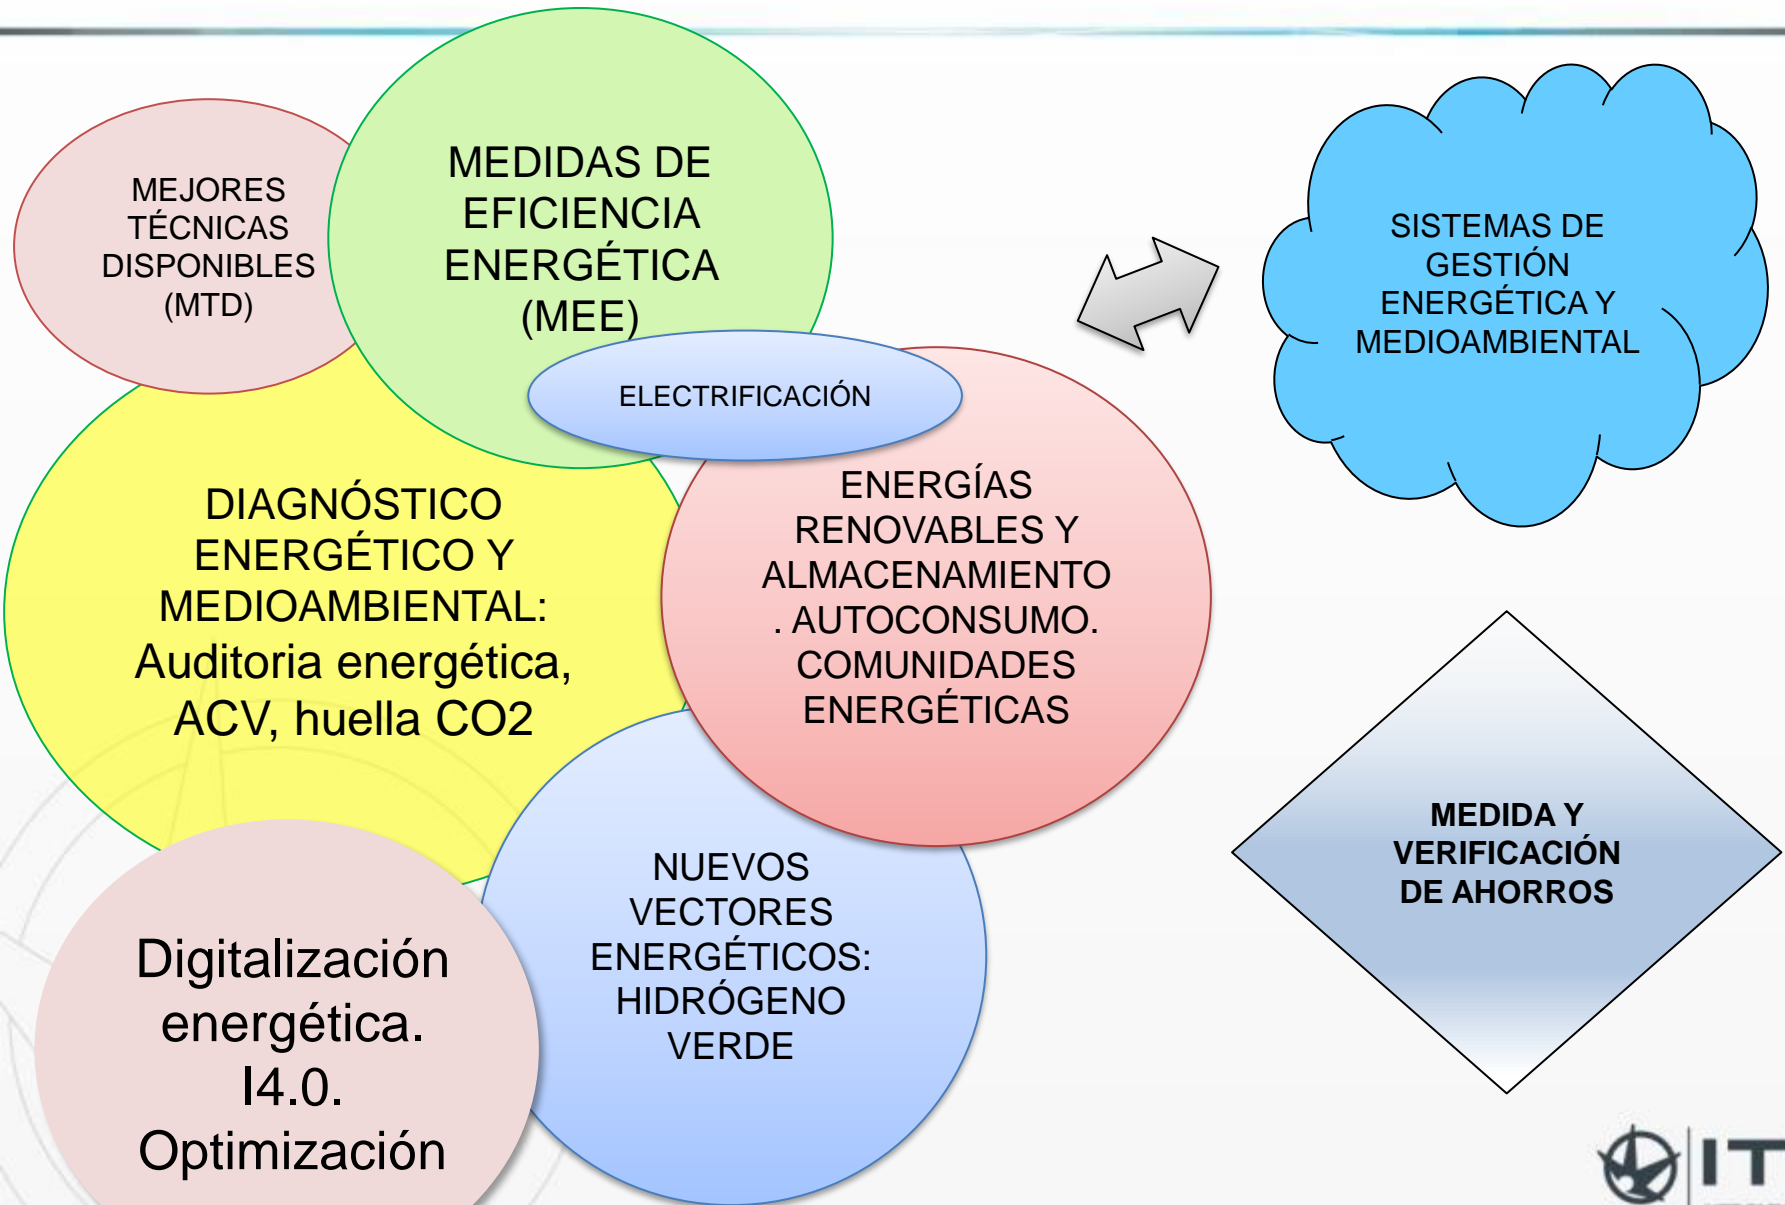 MEJORES
TÉCNICAS
DISPONIBLES
(MTD)
MEDIDAS DE
EFICIENCIA
ENERGÉTICA
(MEE)
SISTEMAS DE
GESTIÓN
ENERGÉTICA Y
MEDIOAMBIENTAL
ELECTRIFICACIÓN
DIAGNÓSTICO
ENERGÉTICO Y
MEDIOAMBIENTAL:
Auditoria energética,
ACV, huella CO2
ENERGÍAS
RENOVABLES Y
ALMACENAMIENTO
. AUTOCONSUMO.
COMUNIDADES
ENERGÉTICAS
MEDIDA Y
VERIFICACIÓN
DE AHORROS
NUEVOS
VECTORES
ENERGÉTICOS:
HIDRÓGENO
VERDE
Digitalización
energética.
I4.0.
Optimización